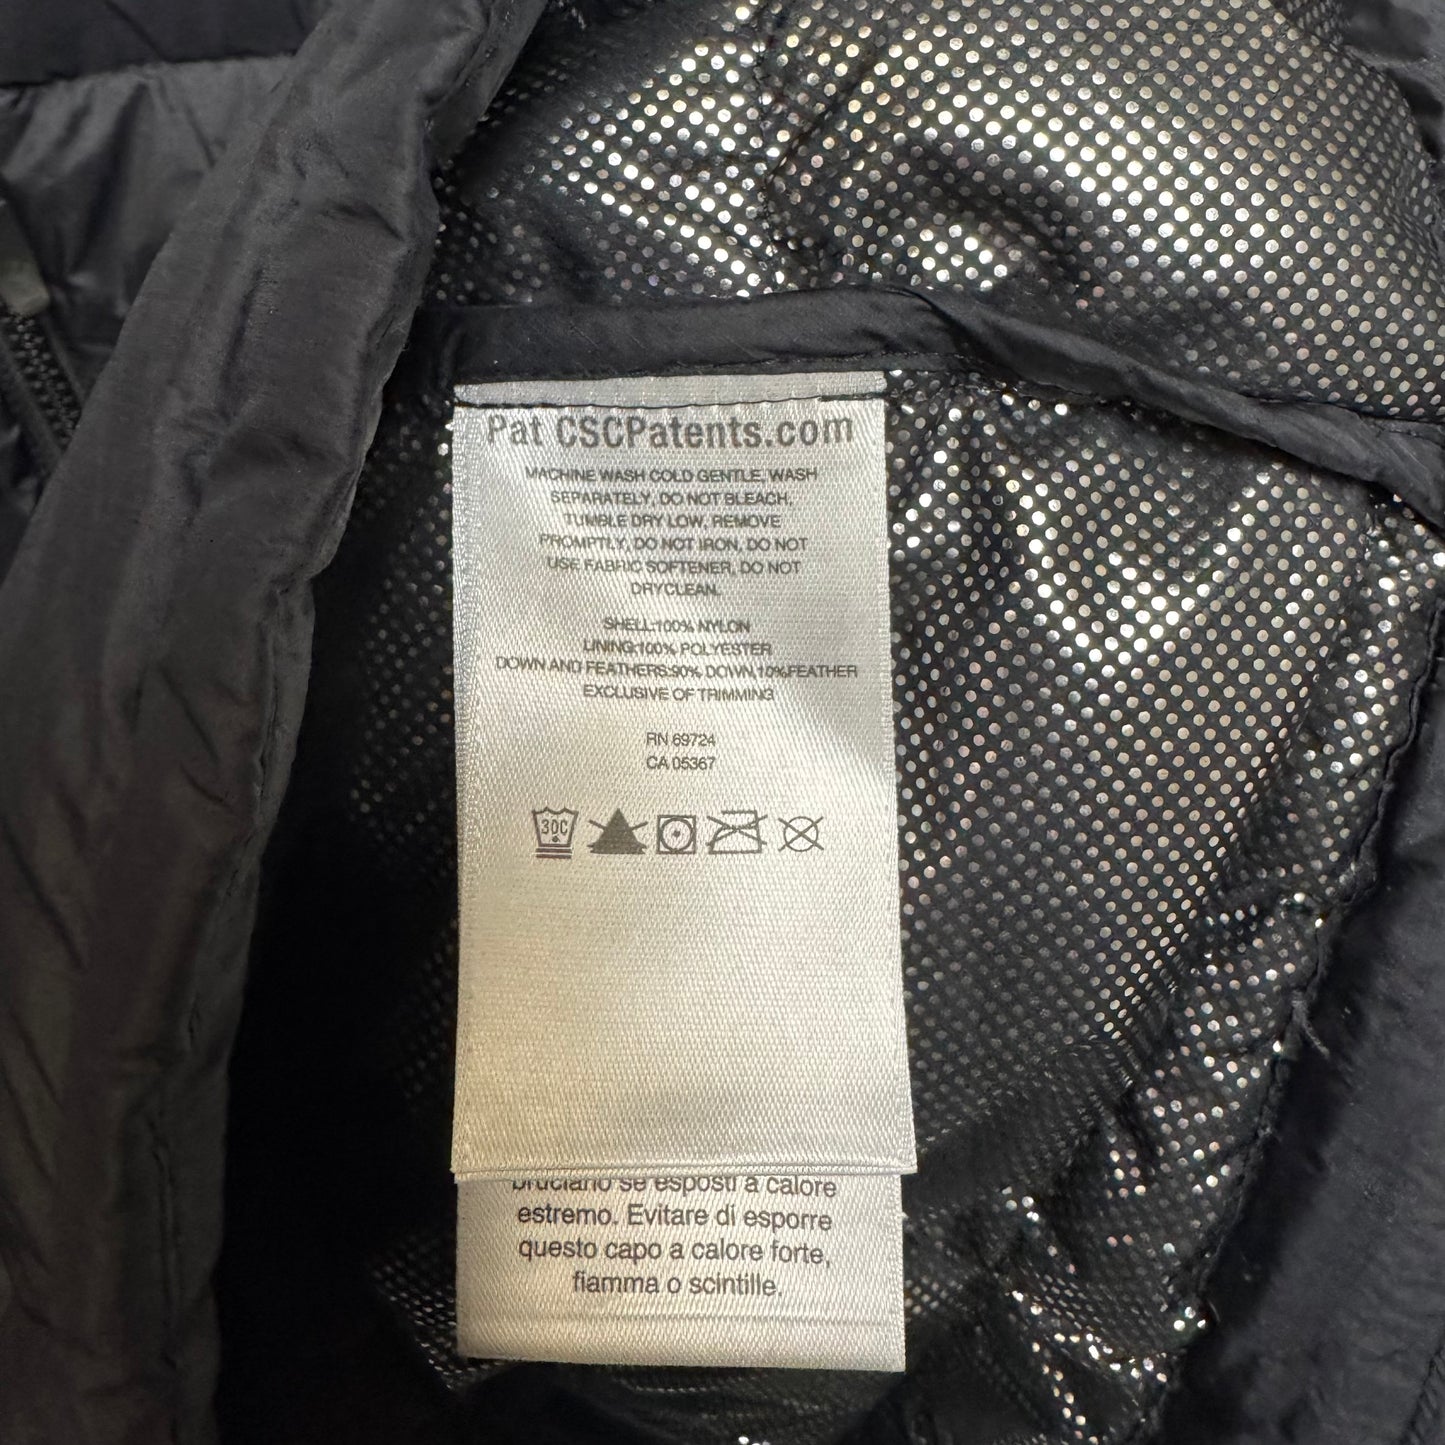 Pat CSCPatents.com
MACHINE WASH COLD GENTLE, WASH
SEPARATELY, DO NOT BLEACH,
TUMBLE DRY LOW, REMOVE
PROMPTLY, DO NOT IRON, DO NOT
USE FABRIC SOFTENER, DO NOT
DRYCLEAN.
SHELL:100% NYLON
LINING:100% POLYESTER
DOWN AND FEATHERS:90% DOWN,10%FEATHER
EXCLUSIVE OF TRIMMING
RN 69724
CA 05367
30C
bruciano se esposti a calore
estremo. Evitare di esporre
questo capo a calore forte,
fiamma o scintille.